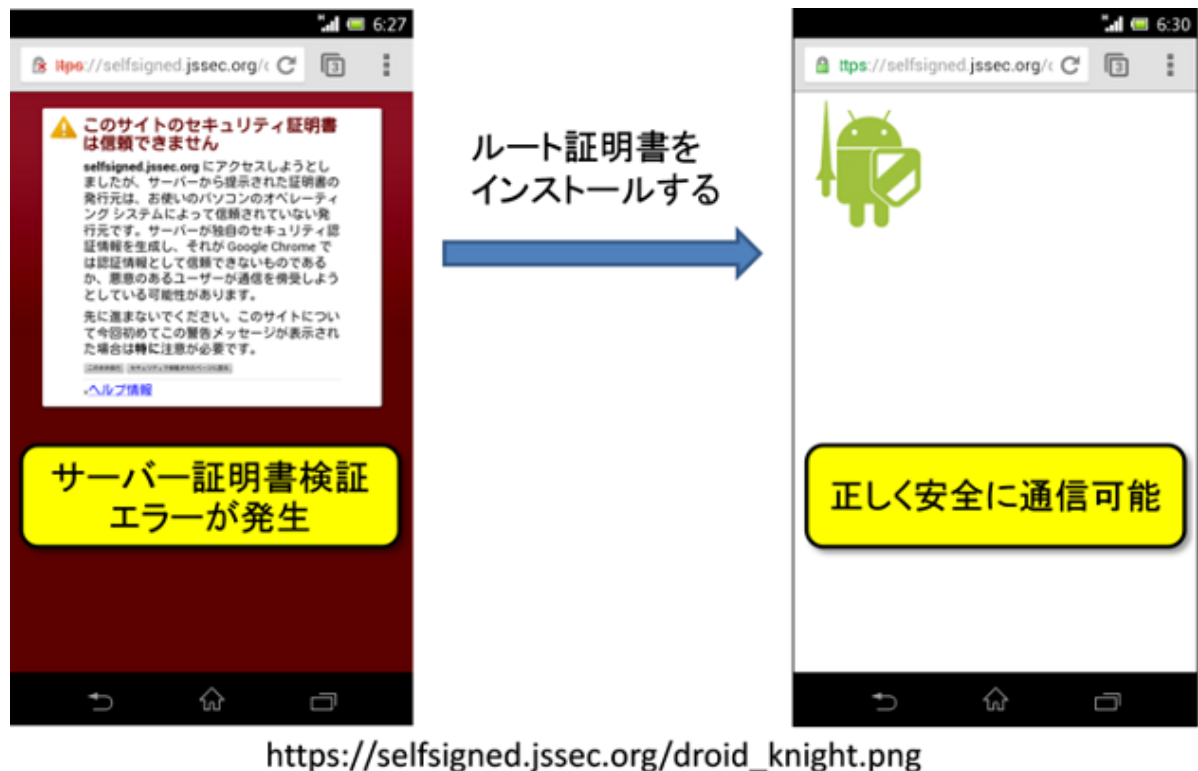 6:27
://selfsigned.jssec.org/c
3
このサイトのセキュリティ証明書
は信頼できません
selfsigned.jssec.org にアクセスしようとし
ましたが、サーバーから提示された証明書の
発行元は、お使いのパソコンのオペレーティ
ング システムによって信頼されていない発
行元です。サーバーが独自のセキュリティ認
証情報を生成し、それが Google Chrome で
は認証情報として信頼できないものである
か、悪意のあるユーザーが通信を傍受しよう
としている可能性があります。
先に進まないでください。このサイトについ
て今回初めてこの警告メッセージが表示され
た場合は特に注意が必要です。
ヘルプ情報
サーバー証明書検証
エラーが発生
ルート証明書を
インストールする
6:30
ttps://selfsigned.jssec.org/c
3
正しく安全に通信可能
https://selfsigned.jssec.org/droid_knight.png